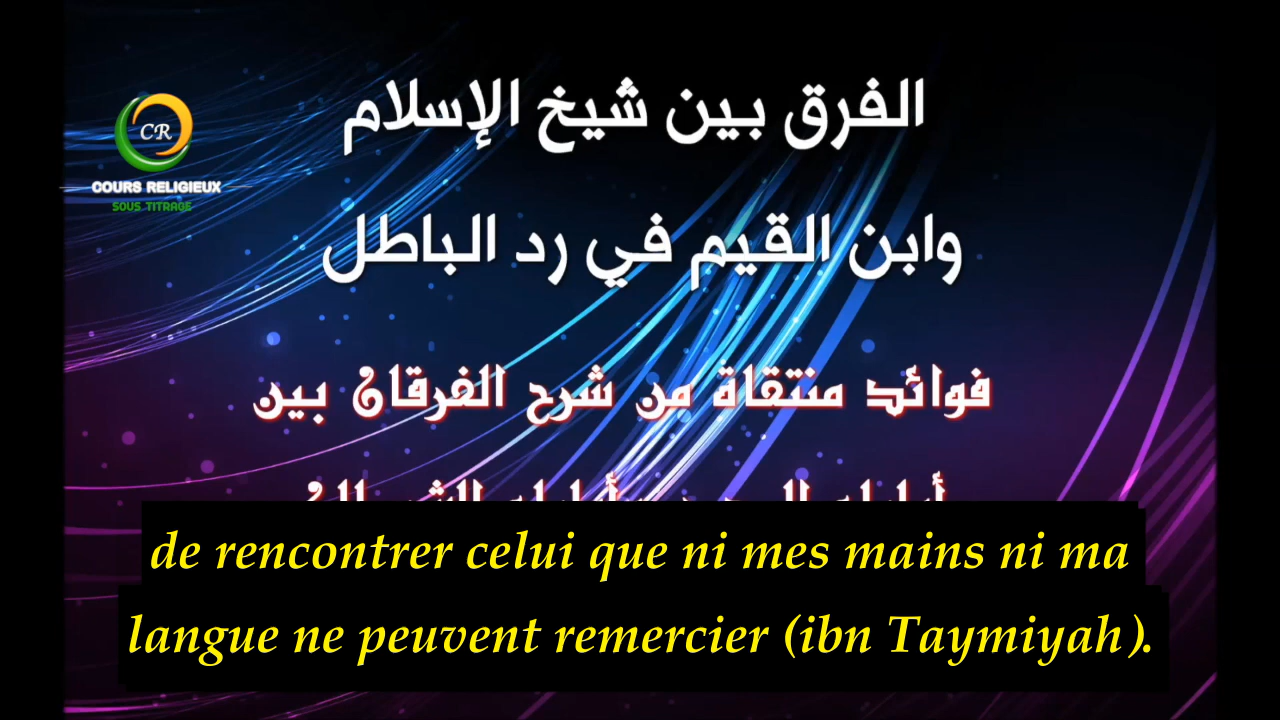 الفرق بين شيخ الإسلام
CR
COURS RELIGIEUX
SOUS TITRAGE
وابن القيم في رد الباطل
فوائد منتقاة من شرح الفرقان بين
de rencontrer celui que ni mes mains ni ma
langue ne peuvent remercier (ibn Taymiyah).